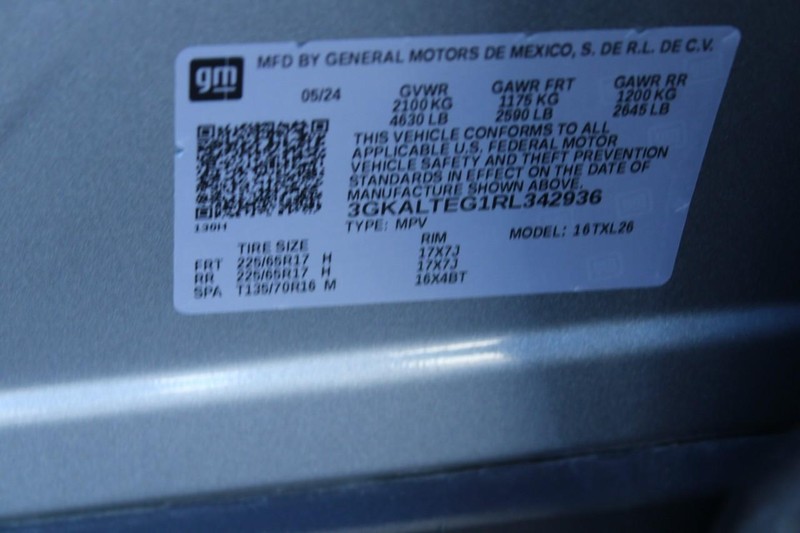 gm
MFD BY GENERAL MOTORS DE MEXICO, S. DE R.L. DE C.V.
05/24 GVWR GAWR FRT GAWR RR
2100 KG 1175 KG 1200 KG
4630 LB 2590 LB 2645 LB
THIS VEHICLE CONFORMS TO ALL
APPLICABLE U.S. FEDERAL MOTOR
VEHICLE SAFETY AND THEFT PREVENTION
STANDARDS IN EFFECT ON THE DATE OF
MANUFACTURE SHOWN ABOVE.
3GKALTEG1RL342936
TYPE: MPV MODEL: 16TXL26
139H
TIRE SIZE RIM
FRT 225/65R17 H 17X7J
RR 225/65R17 H 17X7J
SPA T135/70R16 M 16X4BT